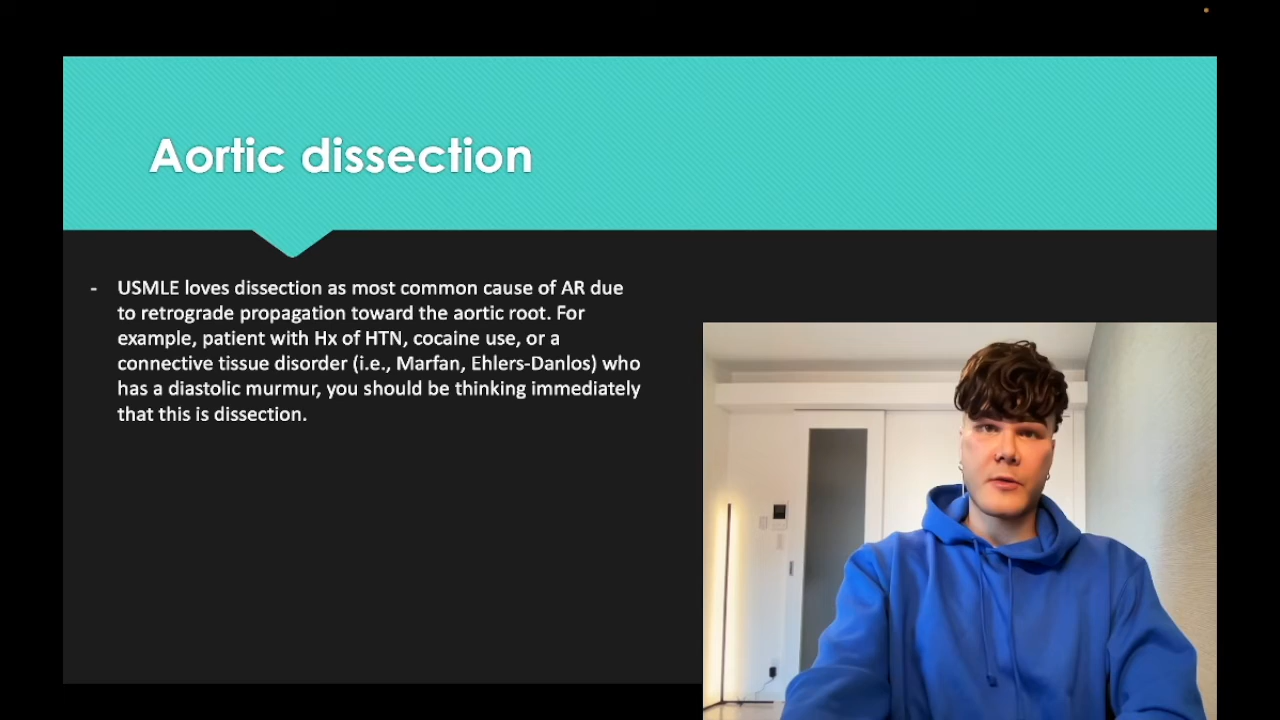 Aortic dissection
- USMLE loves dissection as most common cause of AR due
to retrograde propagation toward the aortic root. For
example, patient with Hx of HTN, cocaine use, or a
connective tissue disorder (i.e., Marfan, Ehlers-Danlos) who
has a diastolic murmur, you should be thinking immediately
that this is dissection.